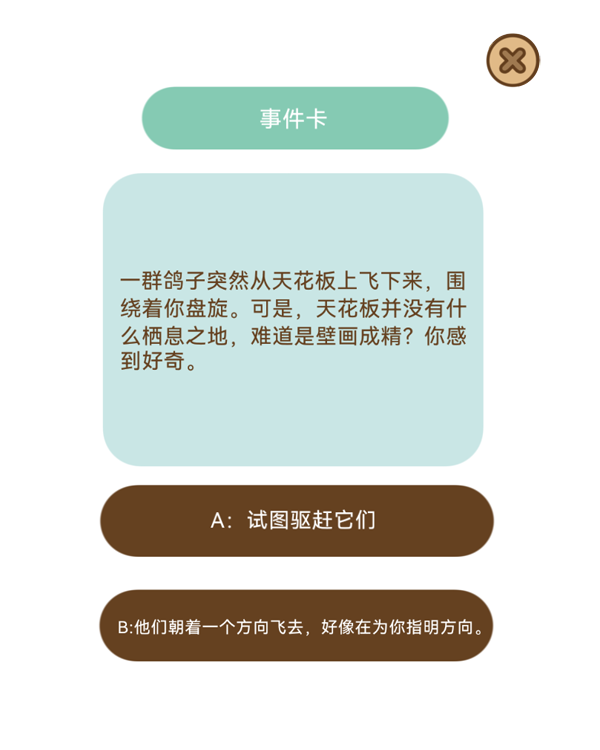 事件卡
一群鸽子突然从天花板上飞下来，围
绕着你盘旋。可是，天花板并没有什
么栖息之地，难道是壁画成精？你感
到好奇。
A：试图驱赶它们
B:他们朝着一个方向飞去，好像在为你指明方向。